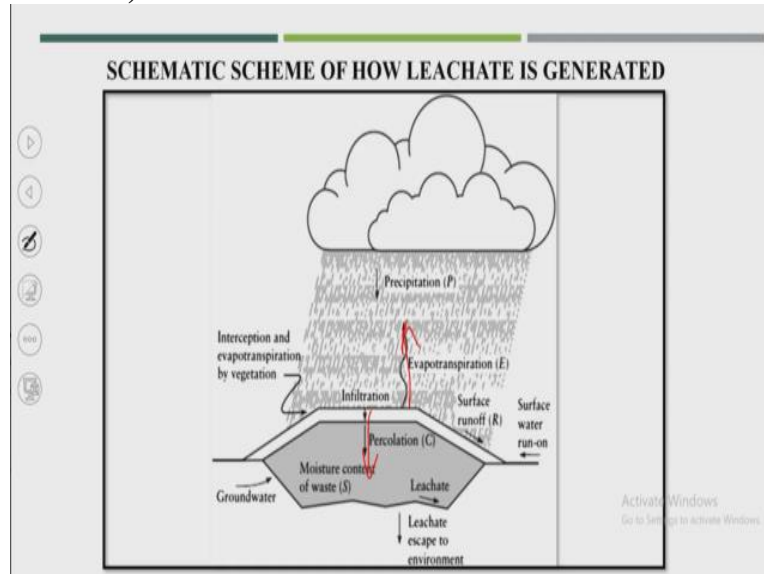 SCHEMATIC SCHEME OF HOW LEACHATE IS GENERATED
Precipitation (P)
Interception and
evapotranspiration
by vegetation
Evapotranspiration (E)
Infiltration
Surface
runoff (R)
Surface
water
run-on
Percolation (C)
Moisture content
of waste (S)
Leachate
Groundwater
Leachate
escape to
environment
Activate Windows
Go to Settings to activate Windows.